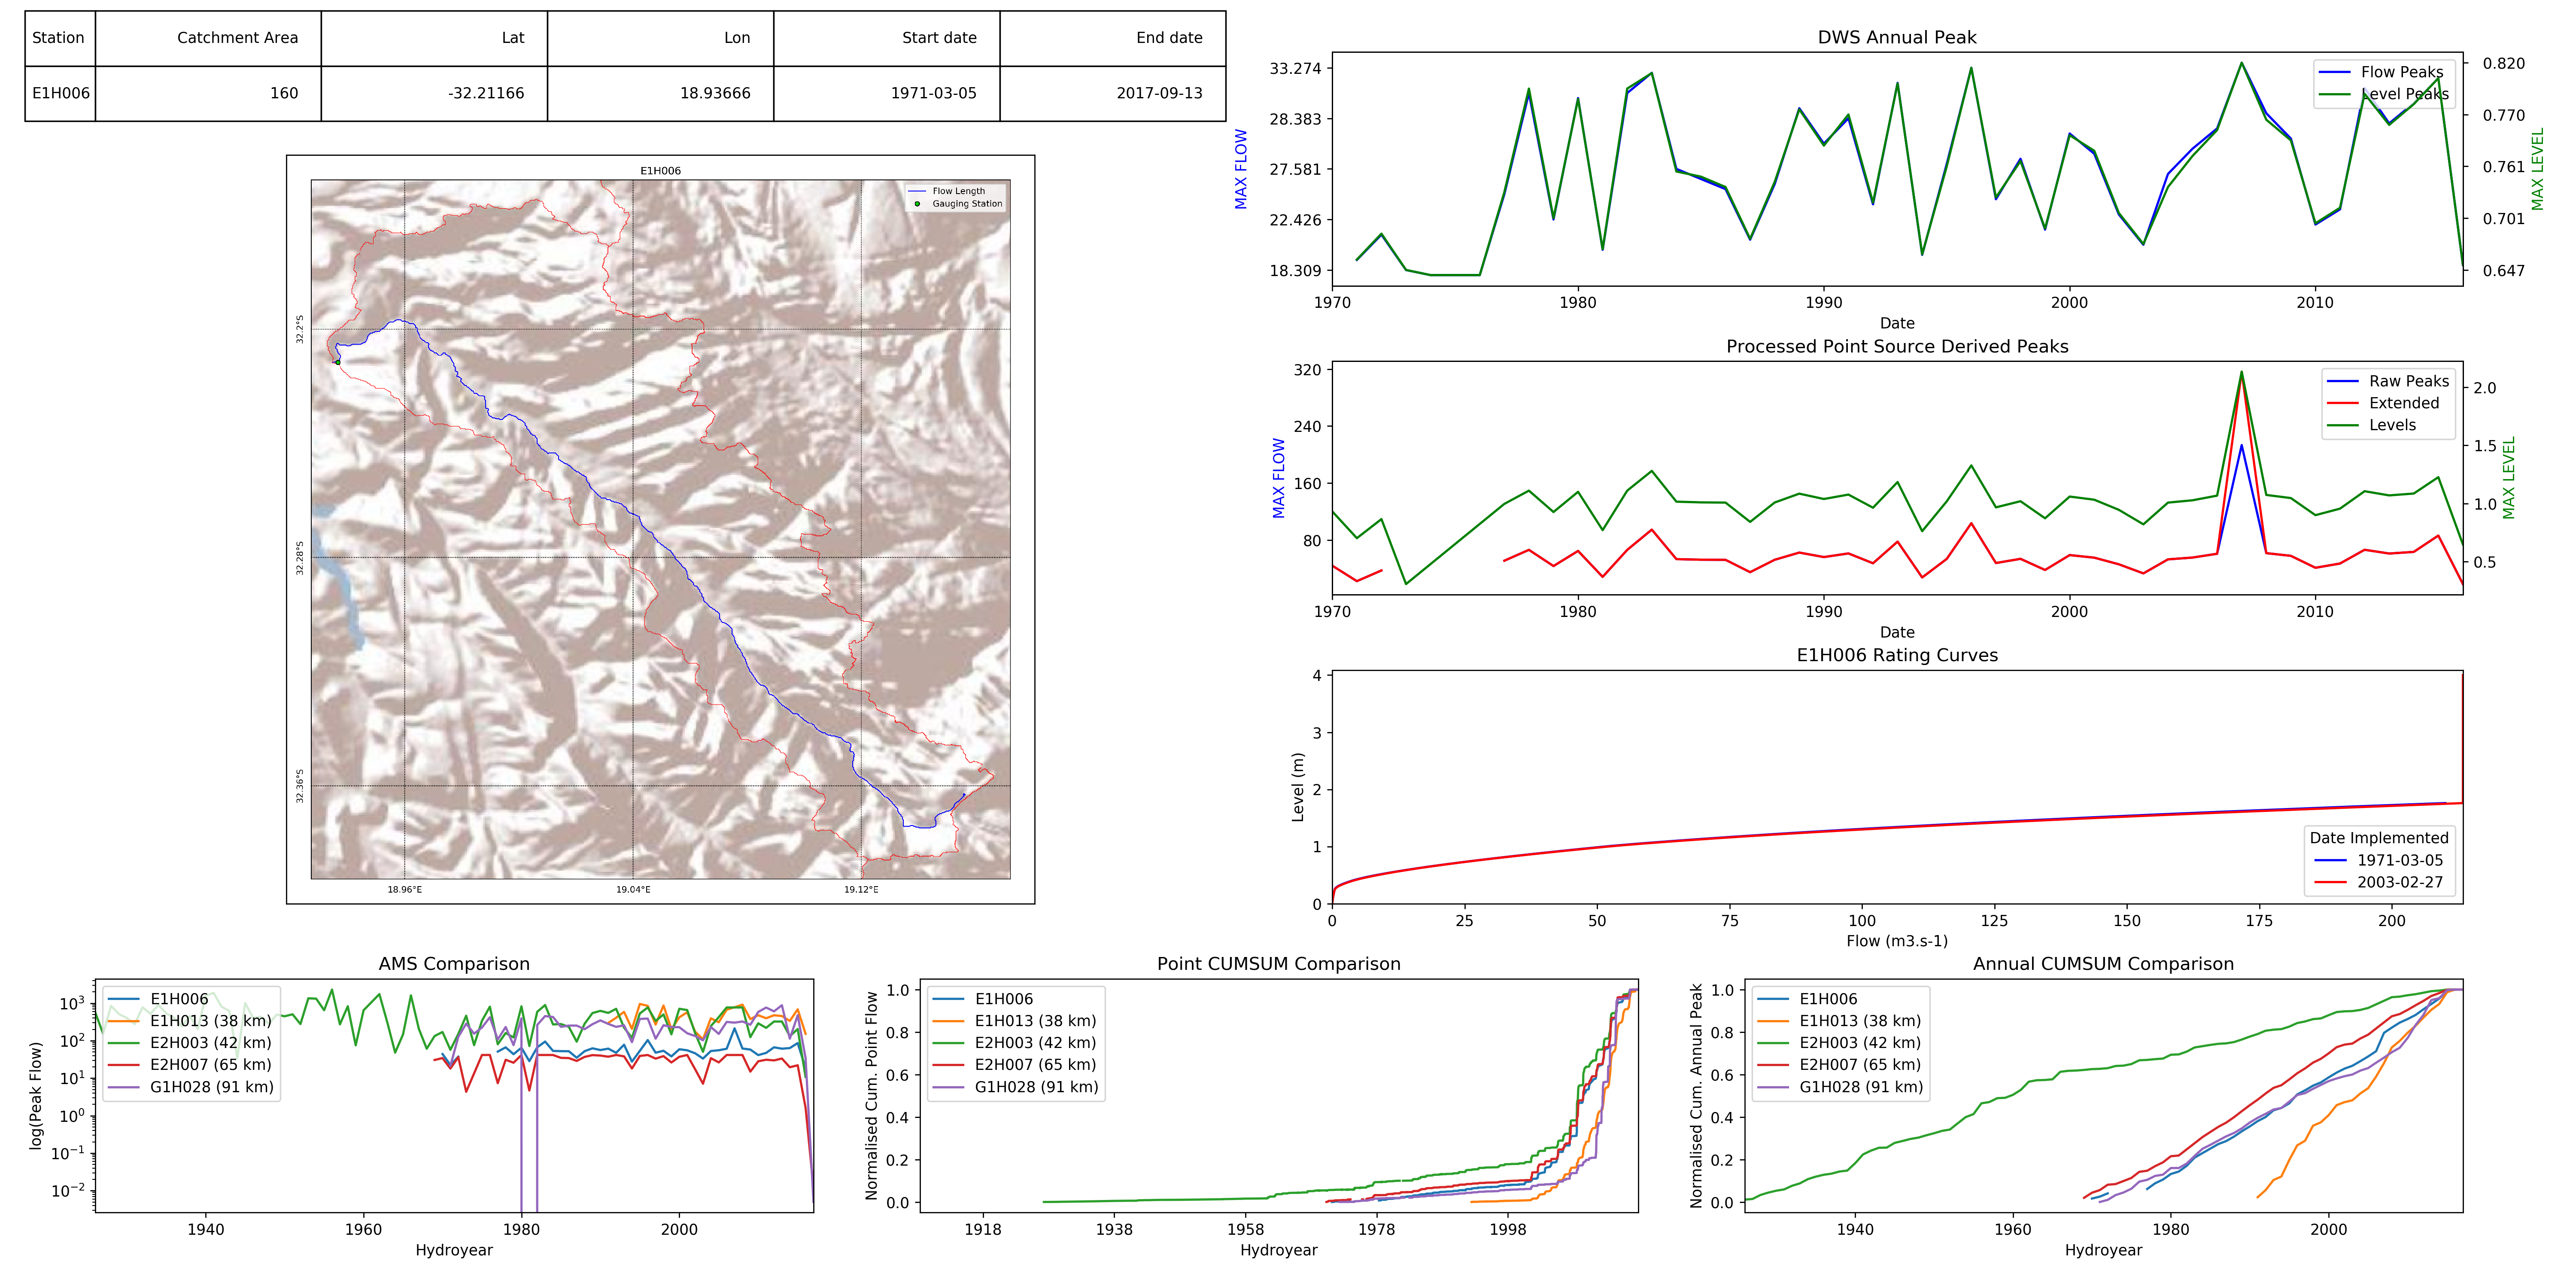 Station Catchment Area Lat Lon Start date End date
E1H006 160 -32.21166 18.93666 1971-03-05 2017-09-13
E1H006
Flow Length
Gauging Station
32.2°S
32.28°S
32.36°S
18.96°E 19.04°E 19.12°E
DWS Annual Peak
MAX FLOW
33.274
28.383
27.581
22.426
18.309
Flow Peaks
Level Peaks
0.820
0.770
0.761
0.701
0.647
MAX LEVEL
1970 1980 1990 2000 2010
Date
Processed Point Source Derived Peaks
MAX FLOW
320
240
160
80
Raw Peaks
Extended
Levels
2.0
1.5
1.0
0.5
MAX LEVEL
1970 1980 1990 2000 2010
Date
E1H006 Rating Curves
Level (m)
4
3
2
1
0
Date Implemented
1971-03-05
2003-02-27
0 25 50 75 100 125 150 175 200
Flow (m3.s-1)
AMS Comparison
log(Peak Flow)
10³
10²
10¹
10⁰
10⁻¹
10⁻²
E1H006
E1H013 (38 km)
E2H003 (42 km)
E2H007 (65 km)
G1H028 (91 km)
1940 1960 1980 2000
Hydroyear
Point CUMSUM Comparison
Normalised Cum. Point Flow
1.0
0.8
0.6
0.4
0.2
0.0
E1H006
E1H013 (38 km)
E2H003 (42 km)
E2H007 (65 km)
G1H028 (91 km)
1918 1938 1958 1978 1998
Hydroyear
Annual CUMSUM Comparison
Normalised Cum. Annual Peak
1.0
0.8
0.6
0.4
0.2
0.0
E1H006
E1H013 (38 km)
E2H003 (42 km)
E2H007 (65 km)
G1H028 (91 km)
1940 1960 1980 2000
Hydroyear